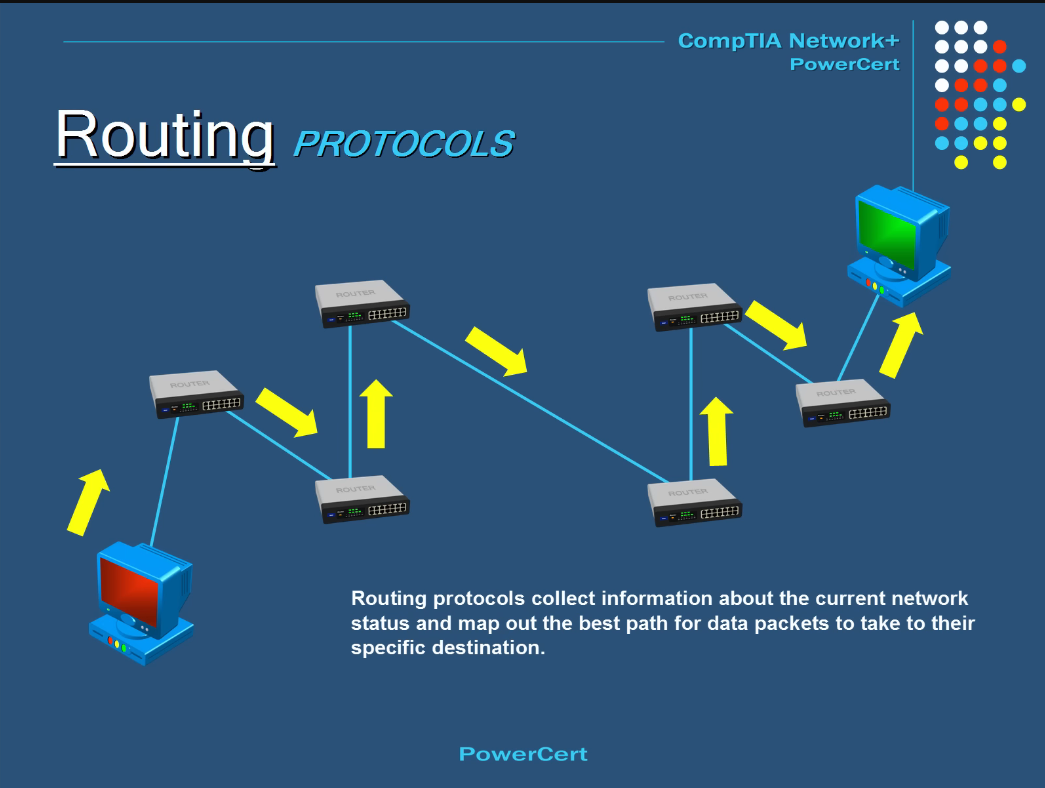 CompTIA Network+
PowerCert
Routing PROTOCOLS
ROUTER
ROUTER
ROUTER
ROUTER
ROUTER
ROUTER
Routing protocols collect information about the current network
status and map out the best path for data packets to take to their
specific destination.
PowerCert